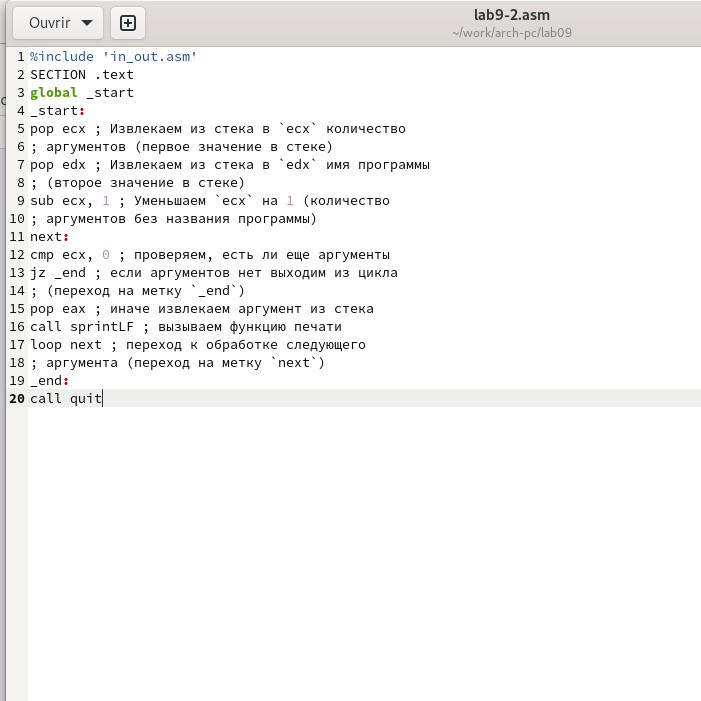 Ouvrir
lab9-2.asm
~/work/arch-pc/lab09
1 %include 'in_out.asm'
2 SECTION .text
3 global _start
4 _start:
5 pop ecx ; Извлекаем из стека в `ecx` количество
6 ; аргументов (первое значение в стеке)
7 pop edx ; Извлекаем из стека в `edx` имя программы
8 ; (второе значение в стеке)
9 sub ecx, 1 ; Уменьшаем `ecx` на 1 (количество
10 ; аргументов без названия программы)
11 next:
12 cmp ecx, 0 ; проверяем, есть ли еще аргументы
13 jz _end ; если аргументов нет выходим из цикла
14 ; (переход на метку `_end`)
15 pop eax ; иначе извлекаем аргумент из стека
16 call sprintLF ; вызываем функцию печати
17 loop next ; переход к обработке следующего
18 ; аргумента (переход на метку `next`)
19 _end:
20 call quit